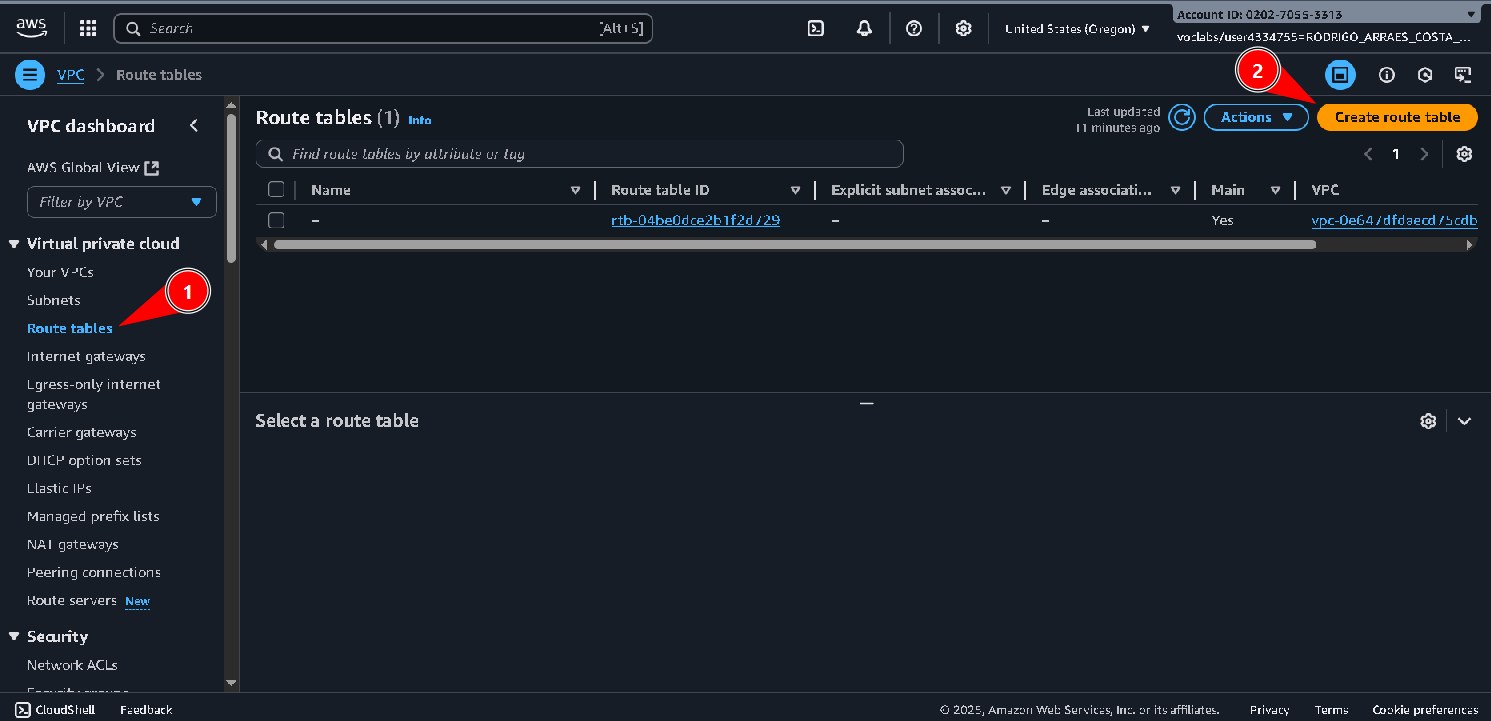 aws
Search [Alt+S]
United States (Oregon)
Account ID: 0202-7055-3313
voclabs/user4334755=RODRIGO_ARRAES_COSTA_...
VPC
Route tables
2
VPC dashboard
AWS Global View
Filter by VPC
Virtual private cloud
Your VPCs
Subnets
Route tables
1
Internet gateways
Egress-only internet
gateways
Carrier gateways
DHCP option sets
Elastic IPs
Managed prefix lists
NAT gateways
Peering connections
Route servers New
Security
Network ACLs
Route tables (1) Info
Last updated
11 minutes ago
Actions
Create route table
Find route tables by attribute or tag
1
Name Route table ID Explicit subnet assoc... Edge associati... Main VPC
– rtb-04be0dce2b1f2d729 – – Yes vpc-0e647dfdaecd75cdb
Select a route table
CloudShell Feedback
© 2025, Amazon Web Services, Inc. or its affiliates. Privacy Terms Cookie preferences